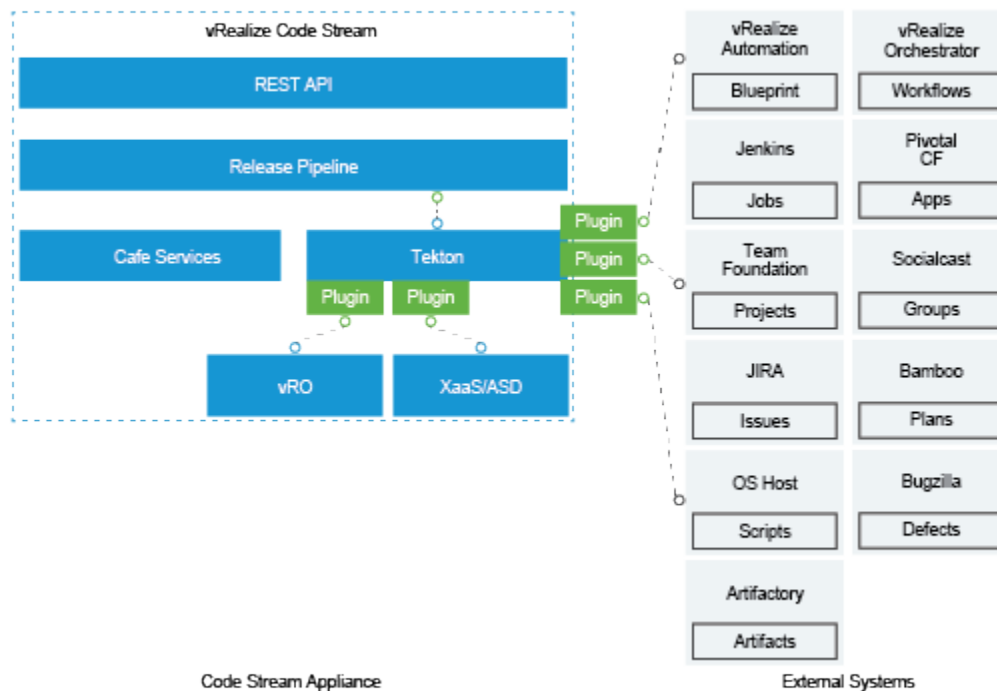 vRealize Code Stream
REST API
Release Pipeline
Cafe Services
Tekton
Plugin
Plugin
Plugin
Plugin
Plugin
vRO
XaaS/ASD
Code Stream Appliance
vRealize
Automation
Blueprint
vRealize
Orchestrator
Workflows
Jenkins
Jobs
Pivotal
CF
Apps
Team
Foundation
Projects
Socialcast
Groups
JIRA
Issues
Bamboo
Plans
OS Host
Scripts
Bugzilla
Defects
Artifactory
Artifacts
External Systems